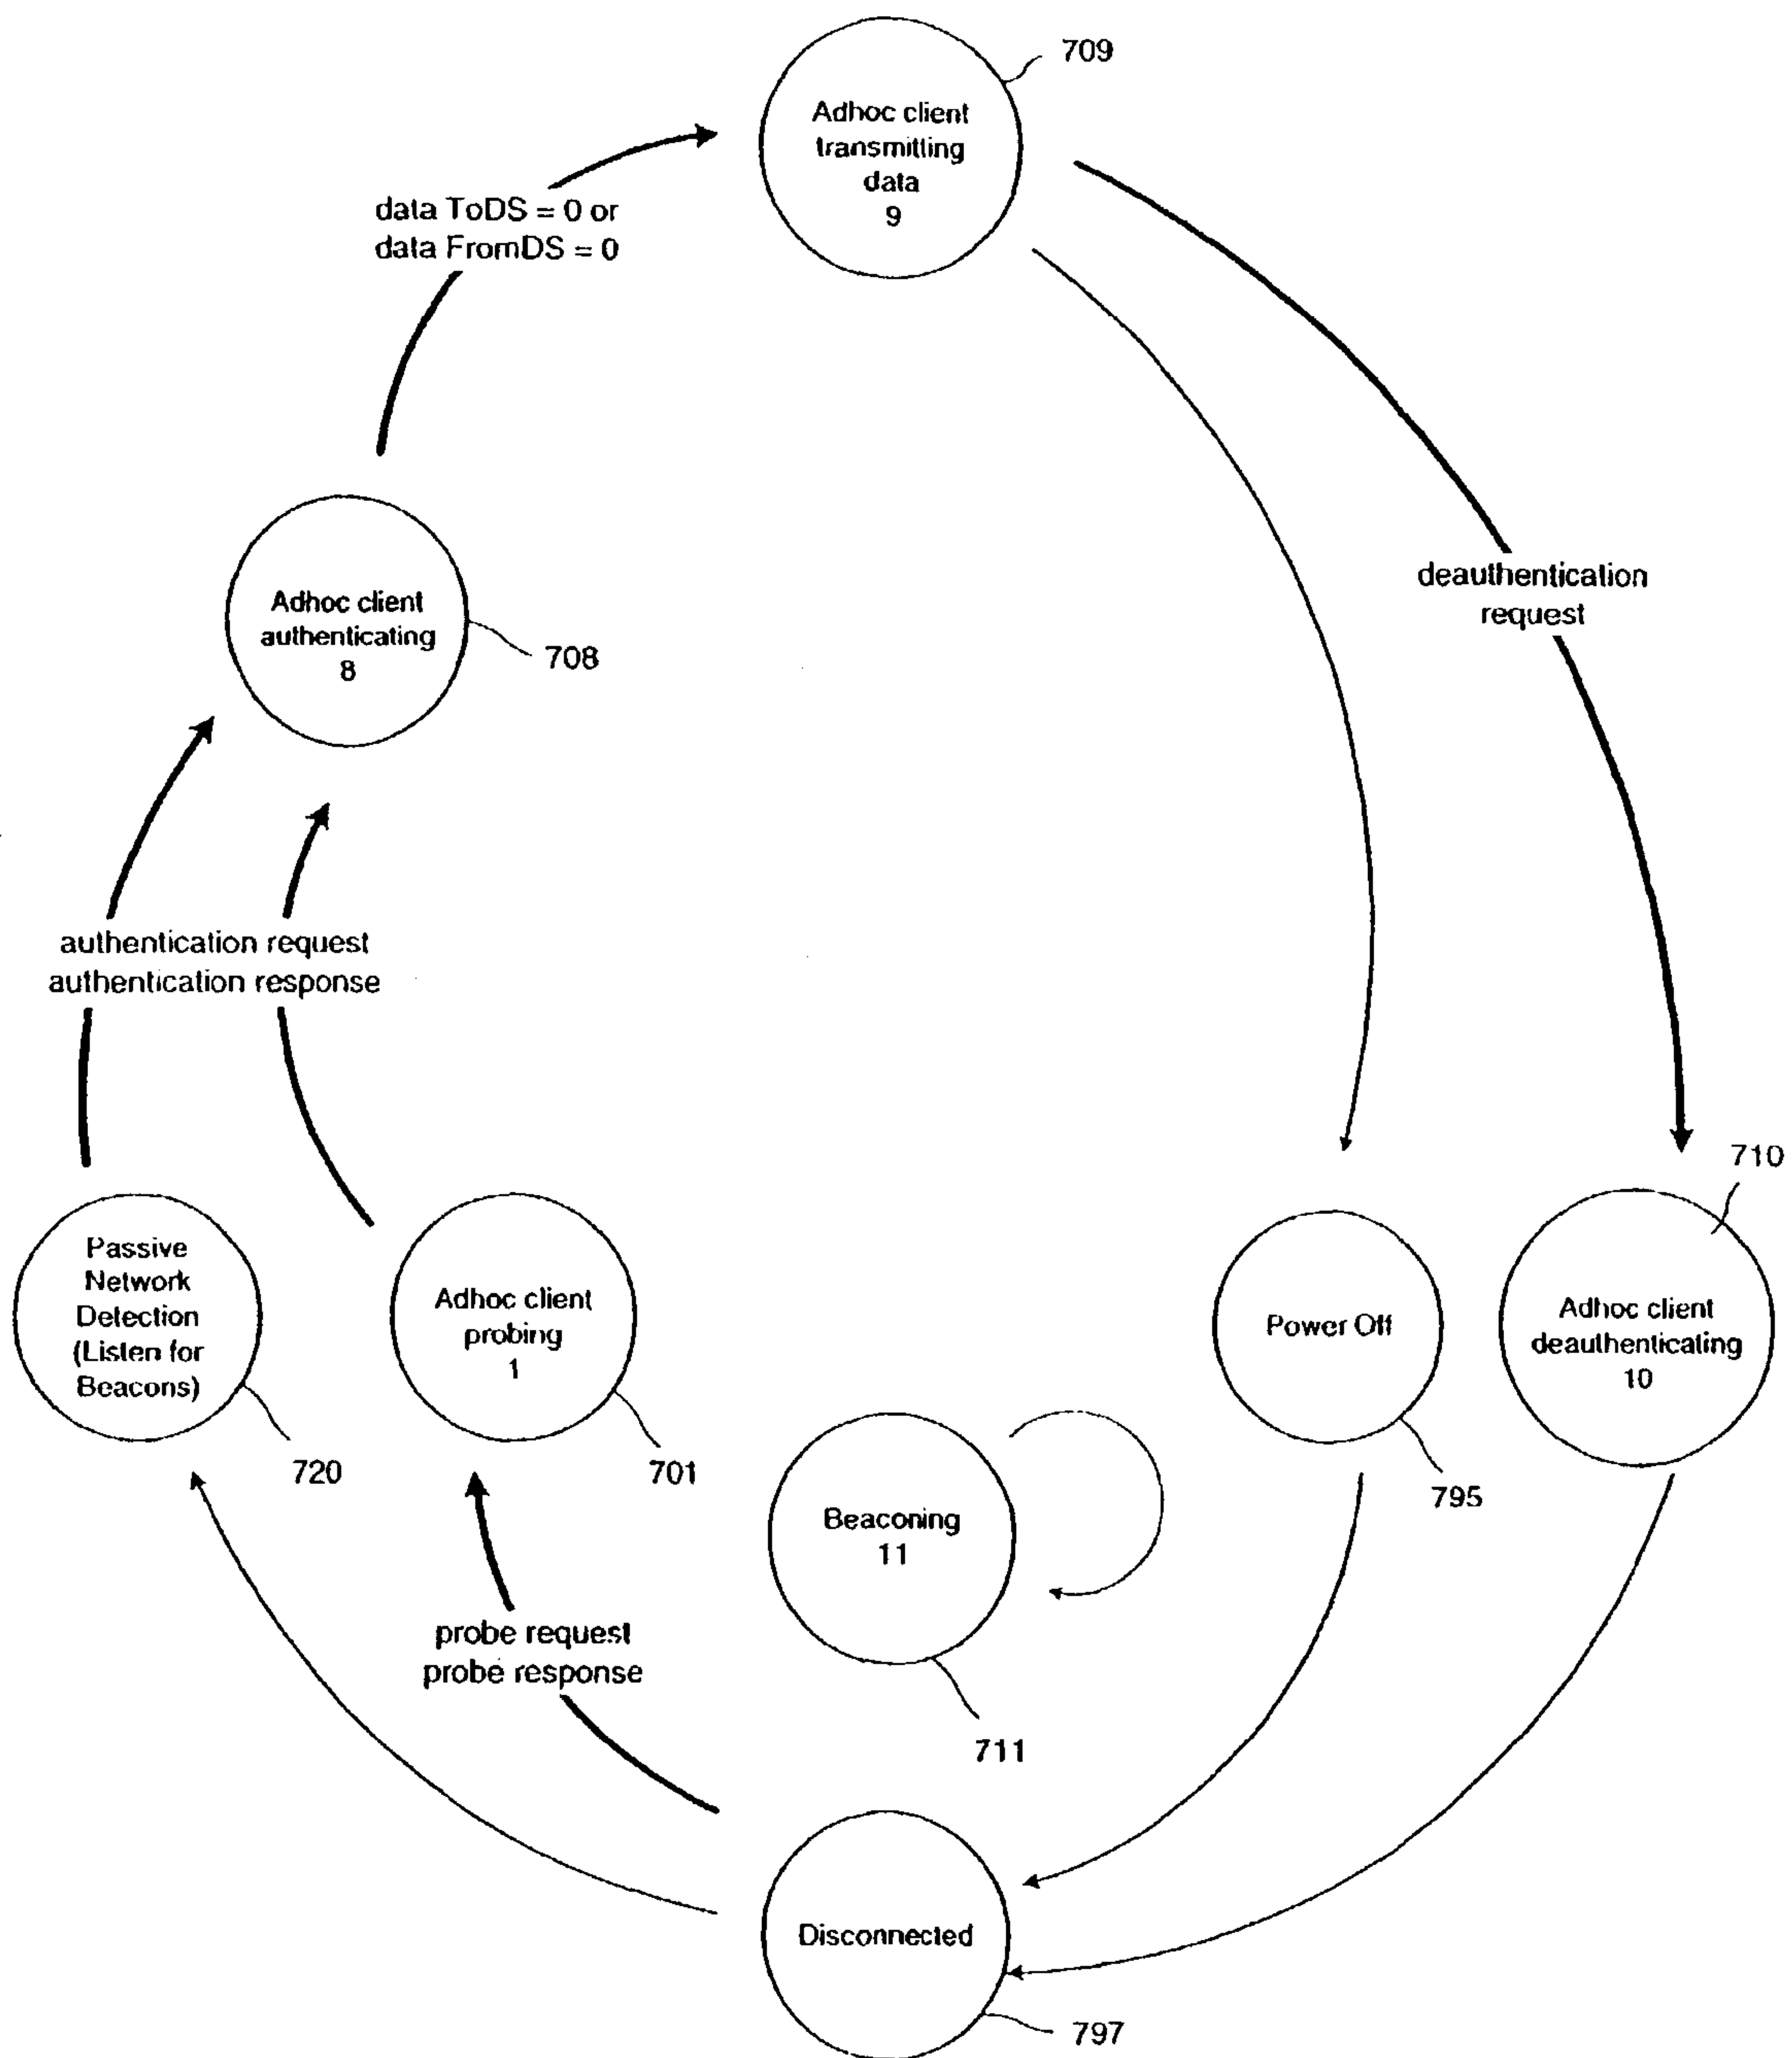 709
Adhoc client
transmitting
data
9
data ToDS = 0 or
data FromDS = 0
deauthentication
request
Adhoc client
authenticating
8
708
authentication request
authentication response
710
Passive
Network
Detection
(Listen for
Beacons)
720
Adhoc client
probing
1
701
Power Off
795
Adhoc client
deauthenticating
10
Beaconing
11
711
probe request
probe response
Disconnected
797